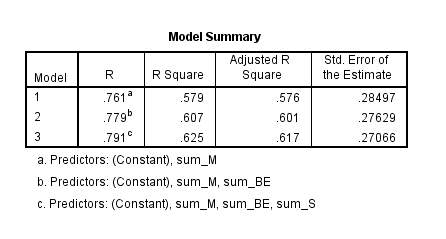 Model Summary
Model R R Square Adjusted R Square Std. Error of the Estimate
1 .761a .579 .576 .28497
2 .779b .607 .601 .27629
3 .791c .625 .617 .27066
a. Predictors: (Constant), sum_M
b. Predictors: (Constant), sum_M, sum_BE
c. Predictors: (Constant), sum_M, sum_BE, sum_S